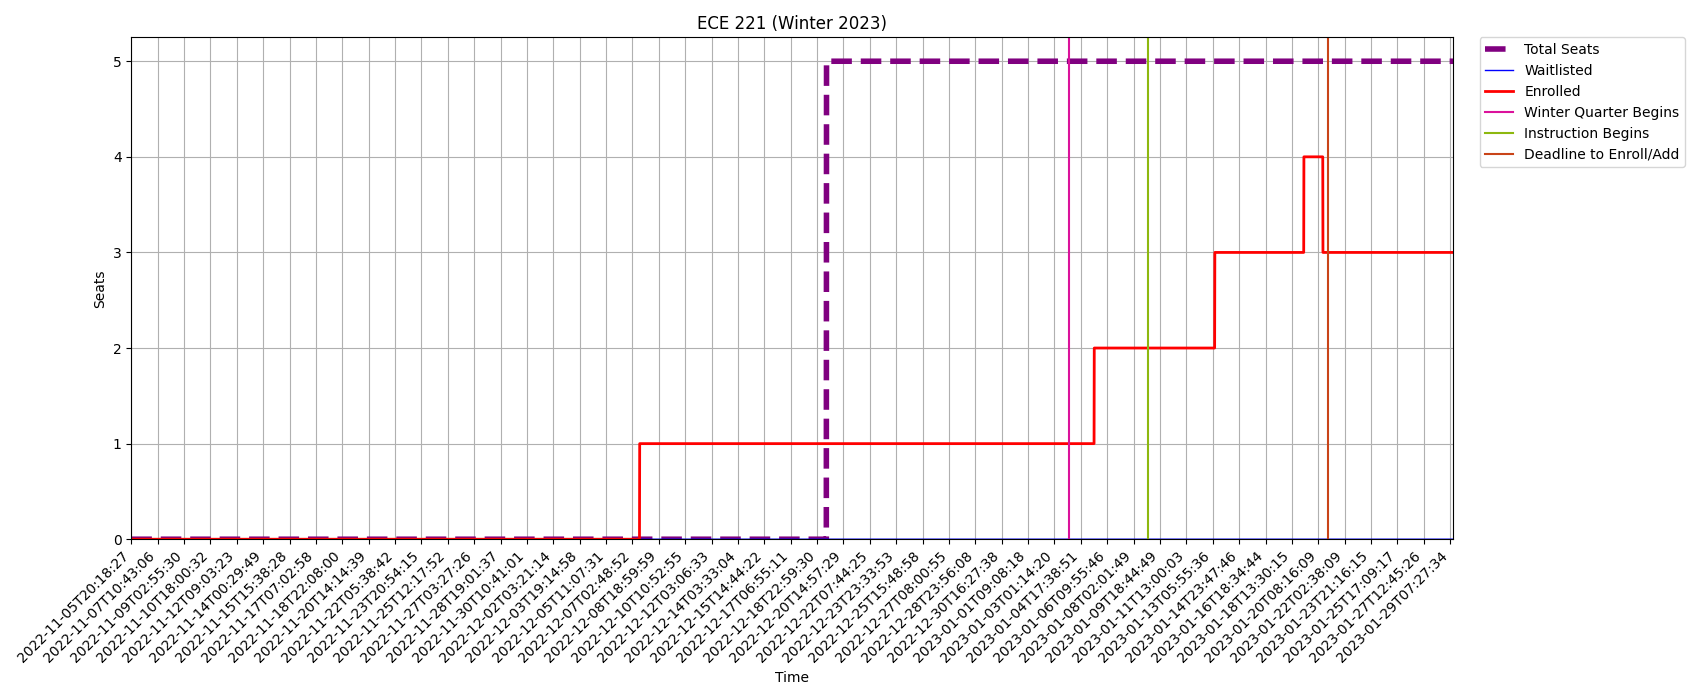 ECE 221 (Winter 2023)
Total Seats
Waitlisted
Enrolled
Winter Quarter Begins
Instruction Begins
Deadline to Enroll/Add
5
4
3
2
1
0
Seats
2022-11-05T20:18:27
2022-11-07T10:43:06
2022-11-09T02:55:30
2022-11-10T18:00:32
2022-11-12T09:03:23
2022-11-14T00:29:49
2022-11-15T15:38:28
2022-11-17T07:02:58
2022-11-18T22:08:00
2022-11-20T14:14:39
2022-11-22T05:38:42
2022-11-23T20:54:15
2022-11-25T12:17:52
2022-11-27T03:27:26
2022-11-28T19:01:37
2022-11-30T10:41:01
2022-12-02T03:21:14
2022-12-03T19:14:58
2022-12-05T11:07:31
2022-12-07T02:48:52
2022-12-08T18:59:59
2022-12-10T10:52:55
2022-12-12T03:06:33
2022-12-14T03:33:04
2022-12-15T14:44:22
2022-12-17T06:55:11
2022-12-18T22:59:30
2022-12-20T14:57:29
2022-12-22T07:44:25
2022-12-23T23:33:53
2022-12-25T15:48:58
2022-12-27T08:00:55
2022-12-28T23:56:08
2022-12-30T16:27:38
2023-01-01T09:08:18
2023-01-03T01:14:20
2023-01-04T17:38:51
2023-01-06T09:55:46
2023-01-08T02:01:49
2023-01-09T18:44:49
2023-01-11T13:00:03
2023-01-13T05:55:36
2023-01-14T23:47:46
2023-01-16T18:34:44
2023-01-18T13:30:15
2023-01-20T08:16:09
2023-01-22T02:38:09
2023-01-23T21:16:15
2023-01-25T17:09:17
2023-01-27T12:45:26
2023-01-29T07:27:34
Time